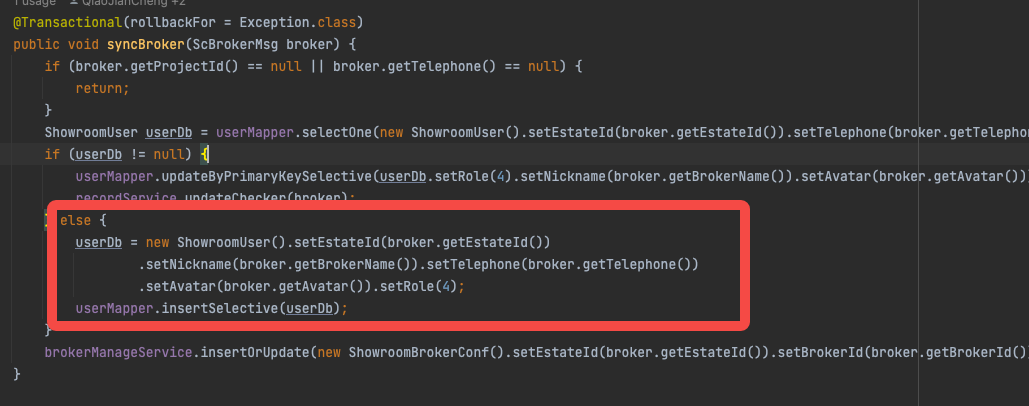 1 usage QiaoJianCheng +2
@Transactional(rollbackFor = Exception.class)
public void syncBroker(ScBrokerMsg broker) {
if (broker.getProjectId() == null || broker.getTelephone() == null) {
return;
}
ShowroomUser userDb = userMapper.selectOne(new ShowroomUser().setEstateId(broker.getEstateId()).setTelephone(broker.getTelephon
if (userDb != null) {
userMapper.updateByPrimaryKeySelective(userDb.setRole(4).setNickname(broker.getBrokerName()).setAvatar(broker.getAvatar())
recordService.updateChecker(broker);
} else {
userDb = new ShowroomUser().setEstateId(broker.getEstateId())
.setNickname(broker.getBrokerName()).setTelephone(broker.getTelephone())
.setAvatar(broker.getAvatar()).setRole(4);
userMapper.insertSelective(userDb);
}
brokerManageService.insertOrUpdate(new ShowroomBrokerConf().setEstateId(broker.getEstateId()).setBrokerId(broker.getBrokerId()
}